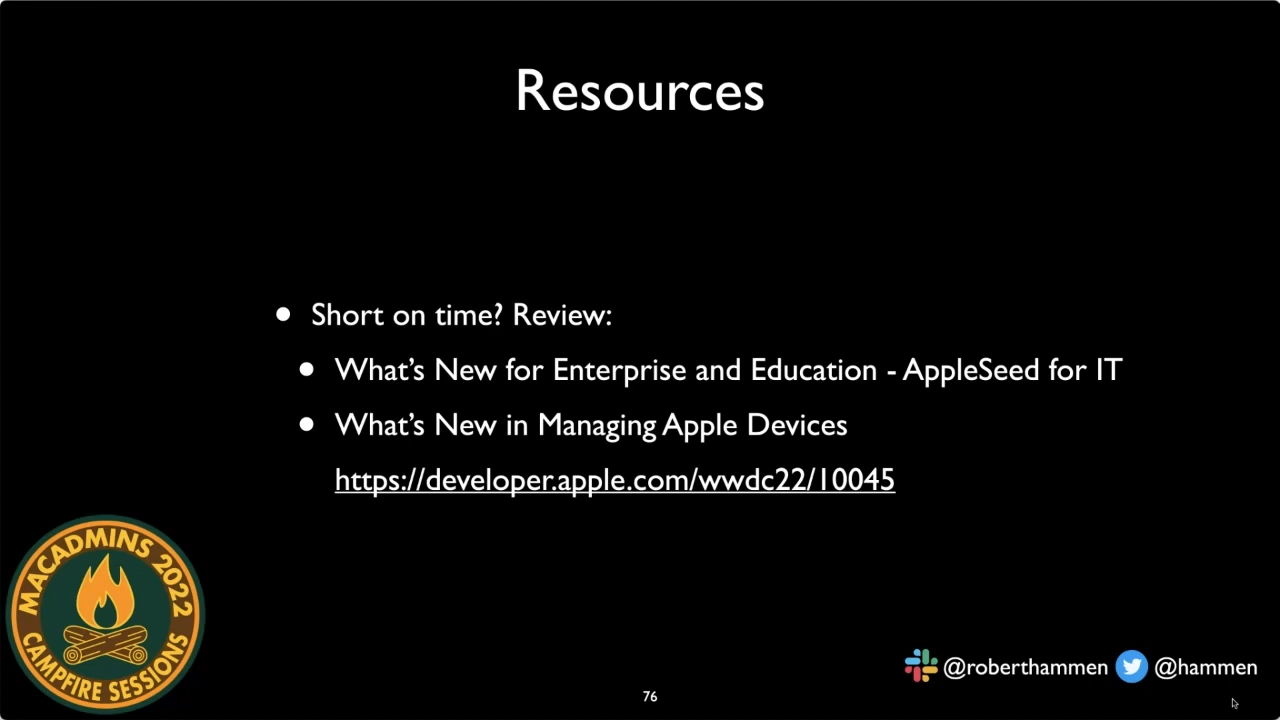 Resources
• Short on time? Review:
• What’s New for Enterprise and Education - AppleSeed for IT
• What’s New in Managing Apple Devices
https://developer.apple.com/wwdc22/10045
MACADMINS 2022
CAMPFIRE SESSIONS
@roberthammen @hammen
76